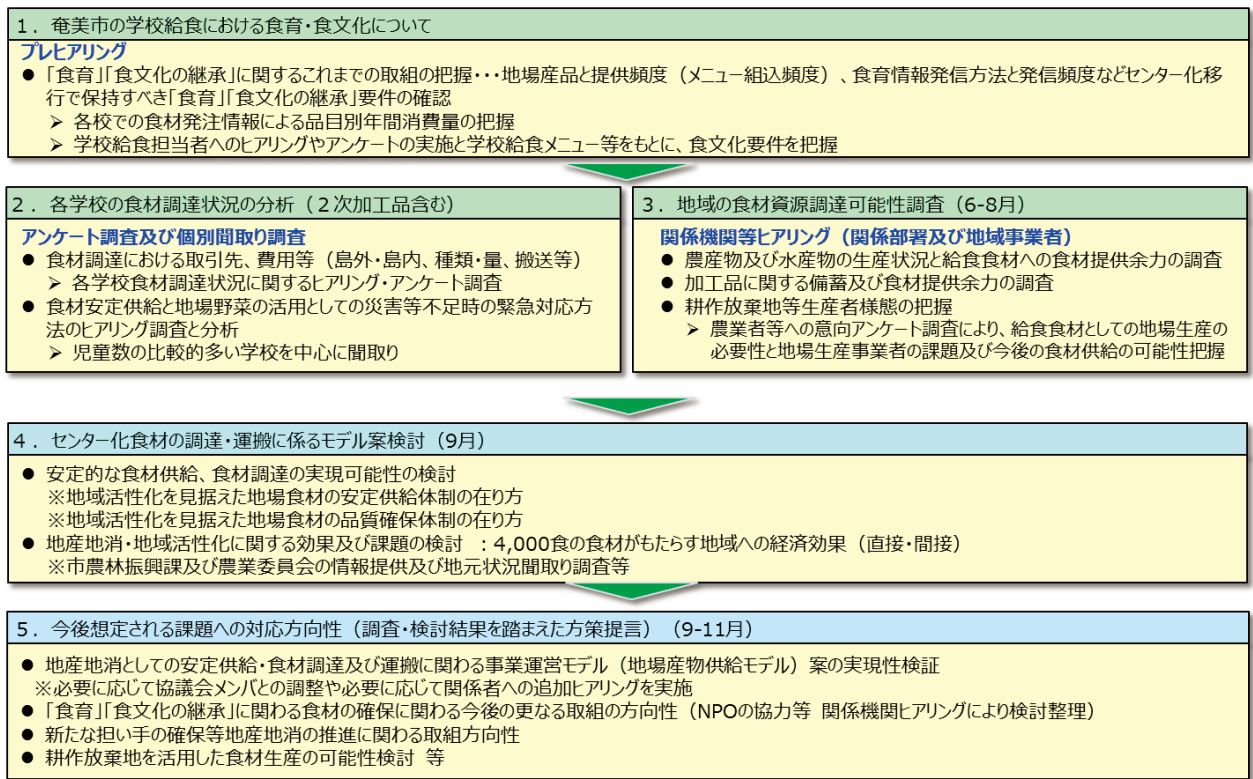 1．奄美市の学校給食における食育・食文化について
プレヒアリング
● 「食育」「食文化の継承」に関するこれまでの取組の把握・・・地場産品と提供頻度（メニュー組込頻度）、食育情報発信方法と発信頻度などセンター化移
行で保持すべき「食育」「食文化の継承」要件の確認
➢ 各校での食材発注情報による品目別年間消費量の把握
➢ 学校給食担当者へのヒアリングやアンケートの実施と学校給食メニュー等をもとに、食文化要件を把握
2．各学校の食材調達状況の分析（２次加工品含む）
アンケート調査及び個別聞取り調査
● 食材調達における取引先、費用等（島外・島内、種類・量、搬送等）
➢ 各学校食材調達状況に関するヒアリング・アンケート調査
● 食材安定供給と地場野菜の活用としての災害等不足時の緊急対応方
法のヒアリング調査と分析
➢ 児童数の比較的多い学校を中心に聞取り
3．地域の食材資源調達可能性調査（6-8月）
関係機関等ヒアリング（関係部署及び地域事業者）
● 農産物及び水産物の生産状況と給食食材への食材提供余力の調査
● 加工品に関する備蓄及び食材提供余力の調査
● 耕作放棄地等生産者様態の把握
➢ 農業者等への意向アンケート調査により、給食食材としての地場生産の
必要性と地場生産事業者の課題及び今後の食材供給の可能性把握
4．センター化食材の調達・運搬に係るモデル案検討（9月）
● 安定的な食材供給、食材調達の実現可能性の検討
※地域活性化を見据えた地場食材の安定供給体制の在り方
※地域活性化を見据えた地場食材の品質確保体制の在り方
● 地産地消・地域活性化に関する効果及び課題の検討 ：4,000食の食材がもたらす地域への経済効果（直接・間接）
※市農林振興課及び農業委員会の情報提供及び地元状況聞取り調査等
5．今後想定される課題への対応方向性（調査・検討結果を踏まえた方策提言）（9-11月）
● 地産地消としての安定供給・食材調達及び運搬に関わる事業運営モデル（地場産物供給モデル）案の実現性検証
※必要に応じて協議会メンバとの調整や必要に応じて関係者への追加ヒアリングを実施
● 「食育」「食文化の継承」に関わる食材の確保に関わる今後の更なる取組の方向性（NPOの協力等 関係機関ヒアリングにより検討整理）
● 新たな担い手の確保等地産地消の推進に関わる取組方向性
● 耕作放棄地を活用した食材生産の可能性検討 等